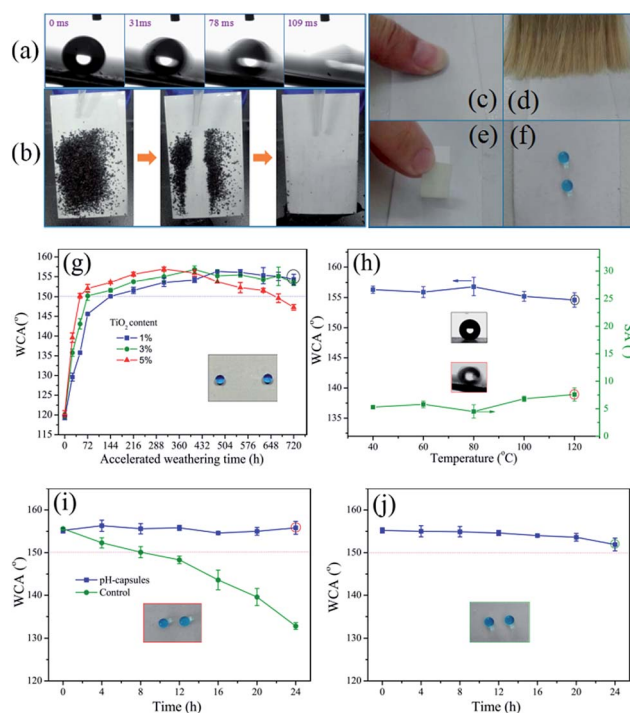 (a)
0 ms
31ms
78 ms
109 ms
(b)
(c)
(d)
(e)
(f)
(g)
WCA(°)
160
155
150
145
140
135
130
125
120
115
TiO2 content
1%
3%
5%
0 72 144 216 288 360 432 504 576 648 720
Accelerated weathering time (h)
(h)
WCA (°)
160
155
150
145
140
135
SA (°)
30
25
20
15
10
5
0
40 60 80 100 120
Temperature (°C)
(i)
WCA (°)
160
150
140
130
120
pH-capsules
Control
0 4 8 12 16 20 24
Time (h)
(j)
WCA (°)
160
150
140
130
120
0 4 8 12 16 20 24
Time (h)